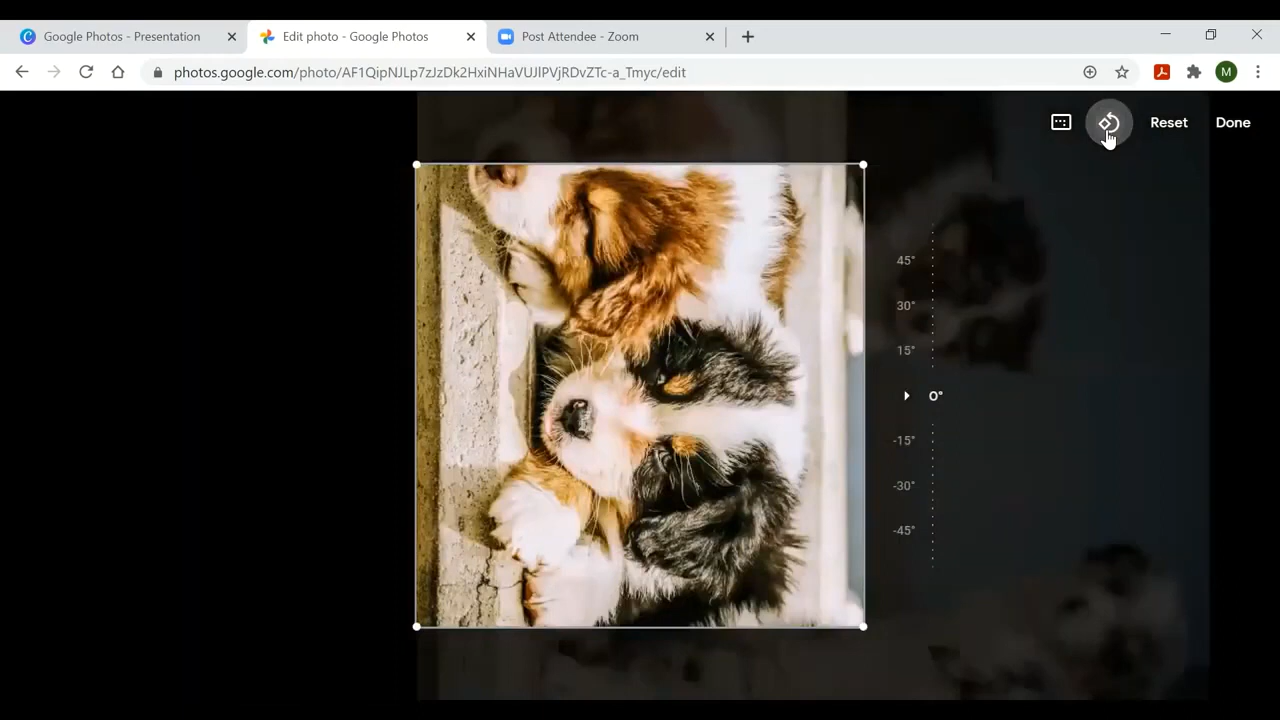 Google Photos - Presentation
Edit photo - Google Photos
Post Attendee - Zoom
photos.google.com/photo/AF1QipNJLp7zJzDk2HxiNHaVUJlPVjRDvZTc-a_Tmyc/edit
M
Reset
Done
45°
30°
15°
0°
-15°
-30°
-45°